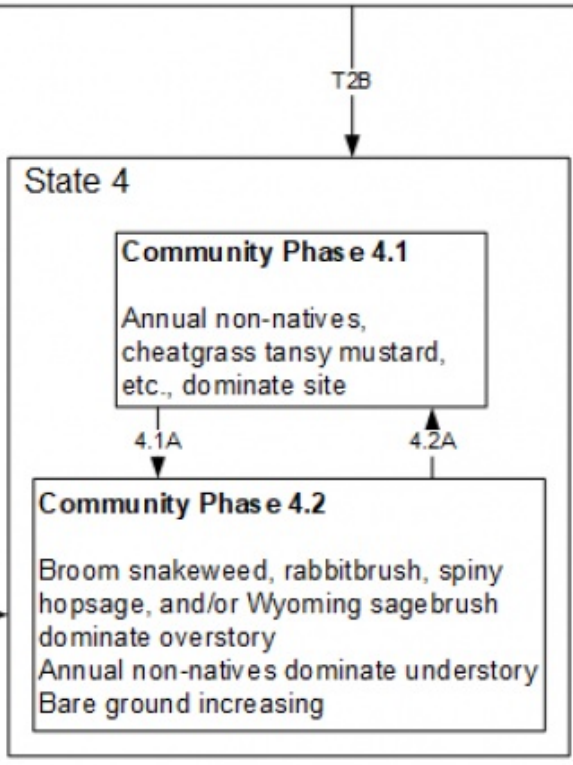 T2B
State 4
Community Phase 4.1
Annual non-natives,
cheatgrass tansy mustard,
etc., dominate site
4.1A
4.2A
Community Phase 4.2
Broom snakeweed, rabbitbrush, spiny
hopsage, and/or Wyoming sagebrush
dominate overstory
Annual non-natives dominate understory
Bare ground increasing